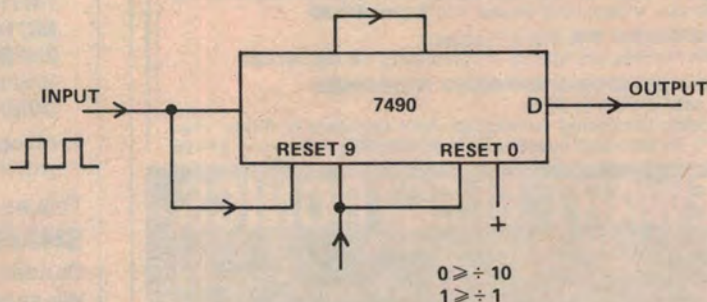 INPUT
7490
D
OUTPUT
RESET 9
RESET 0
+
0 ⩾ ÷ 10
1 ⩾ ÷ 1